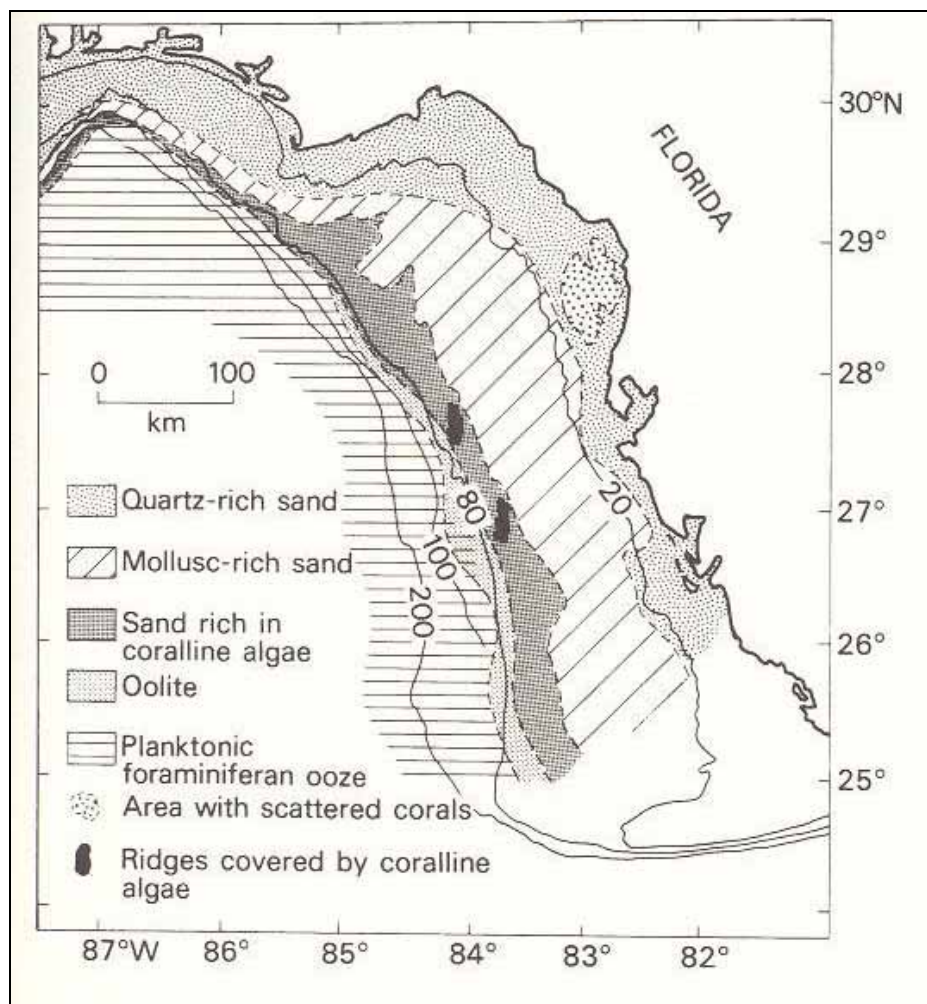 30°N
FLORIDA
29°
28°
0 100
km
27°
20
80
100
200
26°
25°
Quartz-rich sand
Mollusc-rich sand
Sand rich in
coralline algae
Oolite
Planktonic
foraminiferan ooze
Area with scattered corals
Ridges covered by coralline
algae
87°W 86° 85° 84° 83° 82°